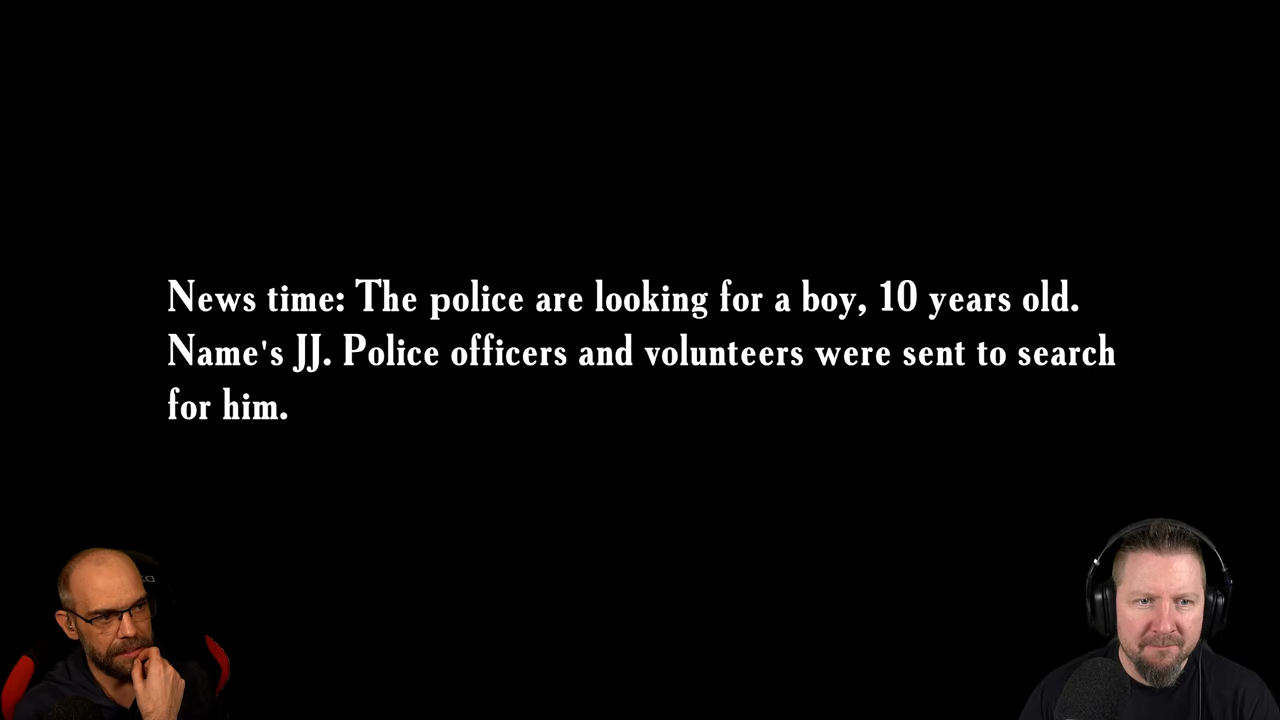 News time: The police are looking for a boy, 10 years old.
Name's JJ. Police officers and volunteers were sent to search
for him.